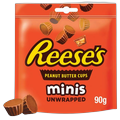 REESE'S
PEANUT BUTTER CUPS
minis
UNWRAPPED
90g